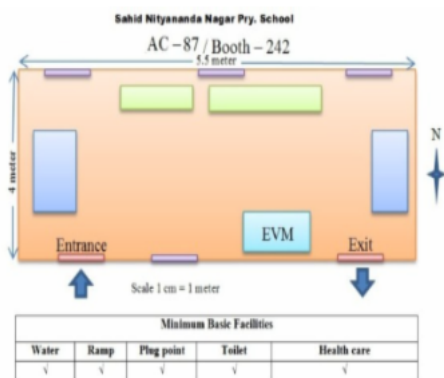 Sahid Nityananda Nagar Pry. School
AC – 87 / Booth – 242
5.5 meter
4 meter
N
EVM
Entrance
Exit
Scale 1 cm = 1 meter
Minimum Basic Facilities
Water Ramp Plug point Toilet Health care
√ √ √ √ √